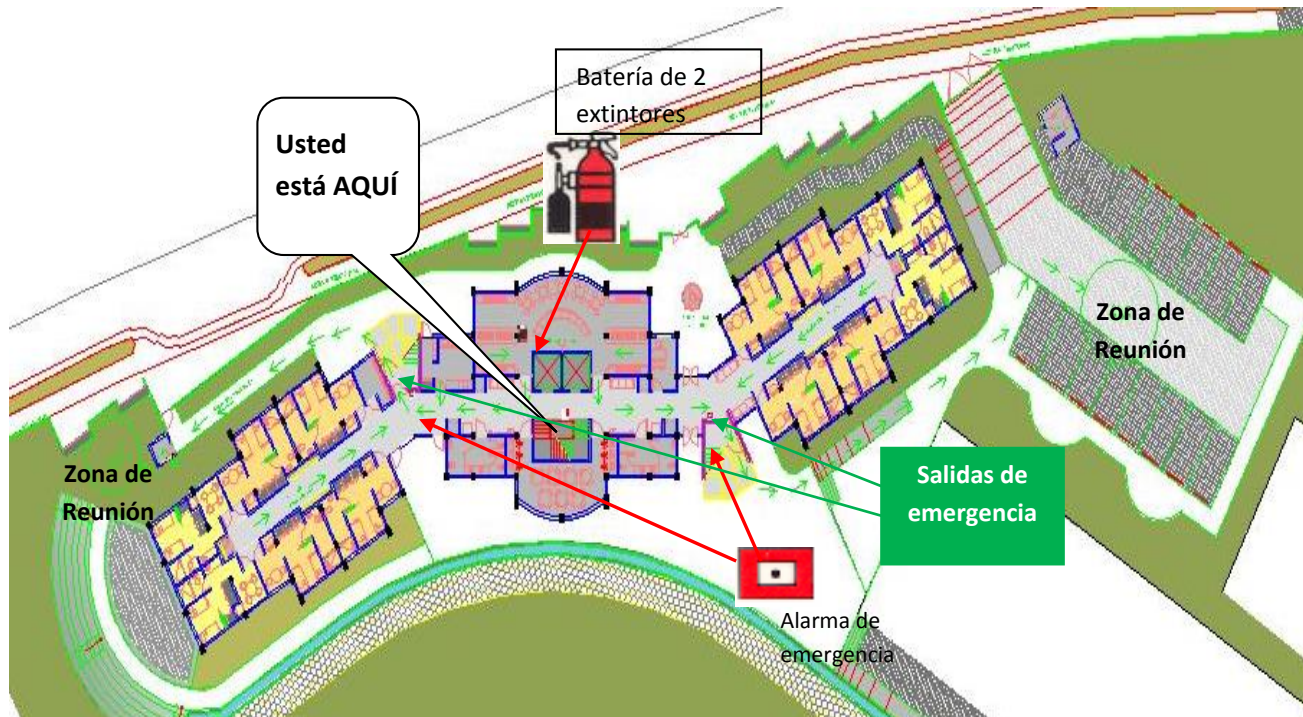 Batería de 2
extintores
Usted
está AQUÍ
Zona de
Reunión
Zona de
Reunión
Salidas de
emergencia
Alarma de
emergencia